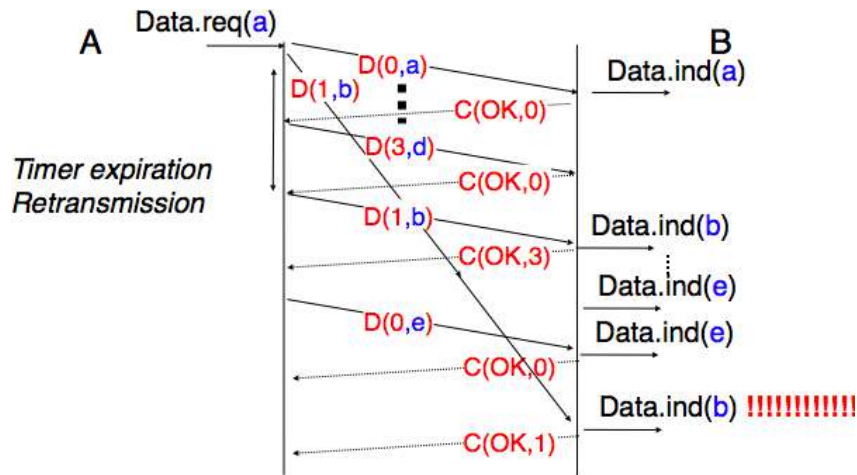 A
Data.req(a)
B
D(0,a)
Data.ind(a)
D(1,b)
C(OK,0)
D(3,d)
Timer expiration
Retransmission
C(OK,0)
D(1,b)
Data.ind(b)
C(OK,3)
Data.ind(e)
D(0,e)
Data.ind(e)
C(OK,0)
Data.ind(b) !!!!!!!!!!!!
C(OK,1)